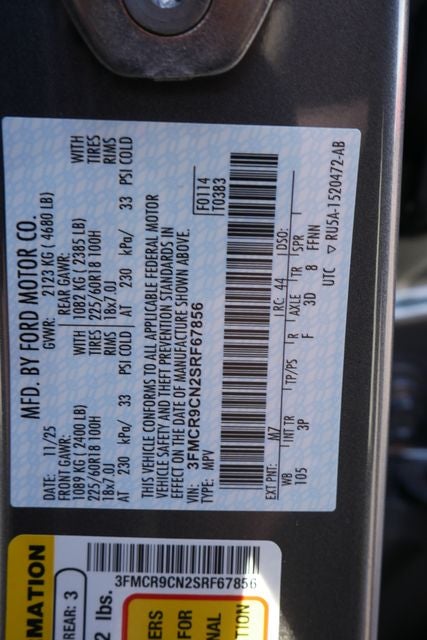 MFD. BY FORD MOTOR CO.
DATE: 11/25 GVWR: 2123 KG ( 4680 LB)
FRONT GAWR: REAR GAWR: WITH
1089 KG ( 2400 LB) WITH 1082 KG ( 2385 LB) TIRES
225/60R18 100H TIRES 225/60R18 100H RIMS
18x7.0J RIMS 18x7.0J
AT 230 kPa/ 33 PSI COLD AT 230 kPa/ 33 PSI COLD
THIS VEHICLE CONFORMS TO ALL APPLICABLE FEDERAL MOTOR
VEHICLE SAFETY AND THEFT PREVENTION STANDARDS IN
EFFECT ON THE DATE OF MANUFACTURE SHOWN ABOVE.
VIN: 3FMCR9CN2SRF67856
TYPE: MPV
F0114
T0383
EXT PNT: M7 RC: 44 DSO:
WB INT TR TP/PS R AXLE TR SPR
105 3P F 3D 8 FFNN
UTC ▽ RU5A-1520472-AB
MATION
REAR: 3
2 lbs.
3FMCR9CN2SRF67856
ERS
FOR
NAL
TION